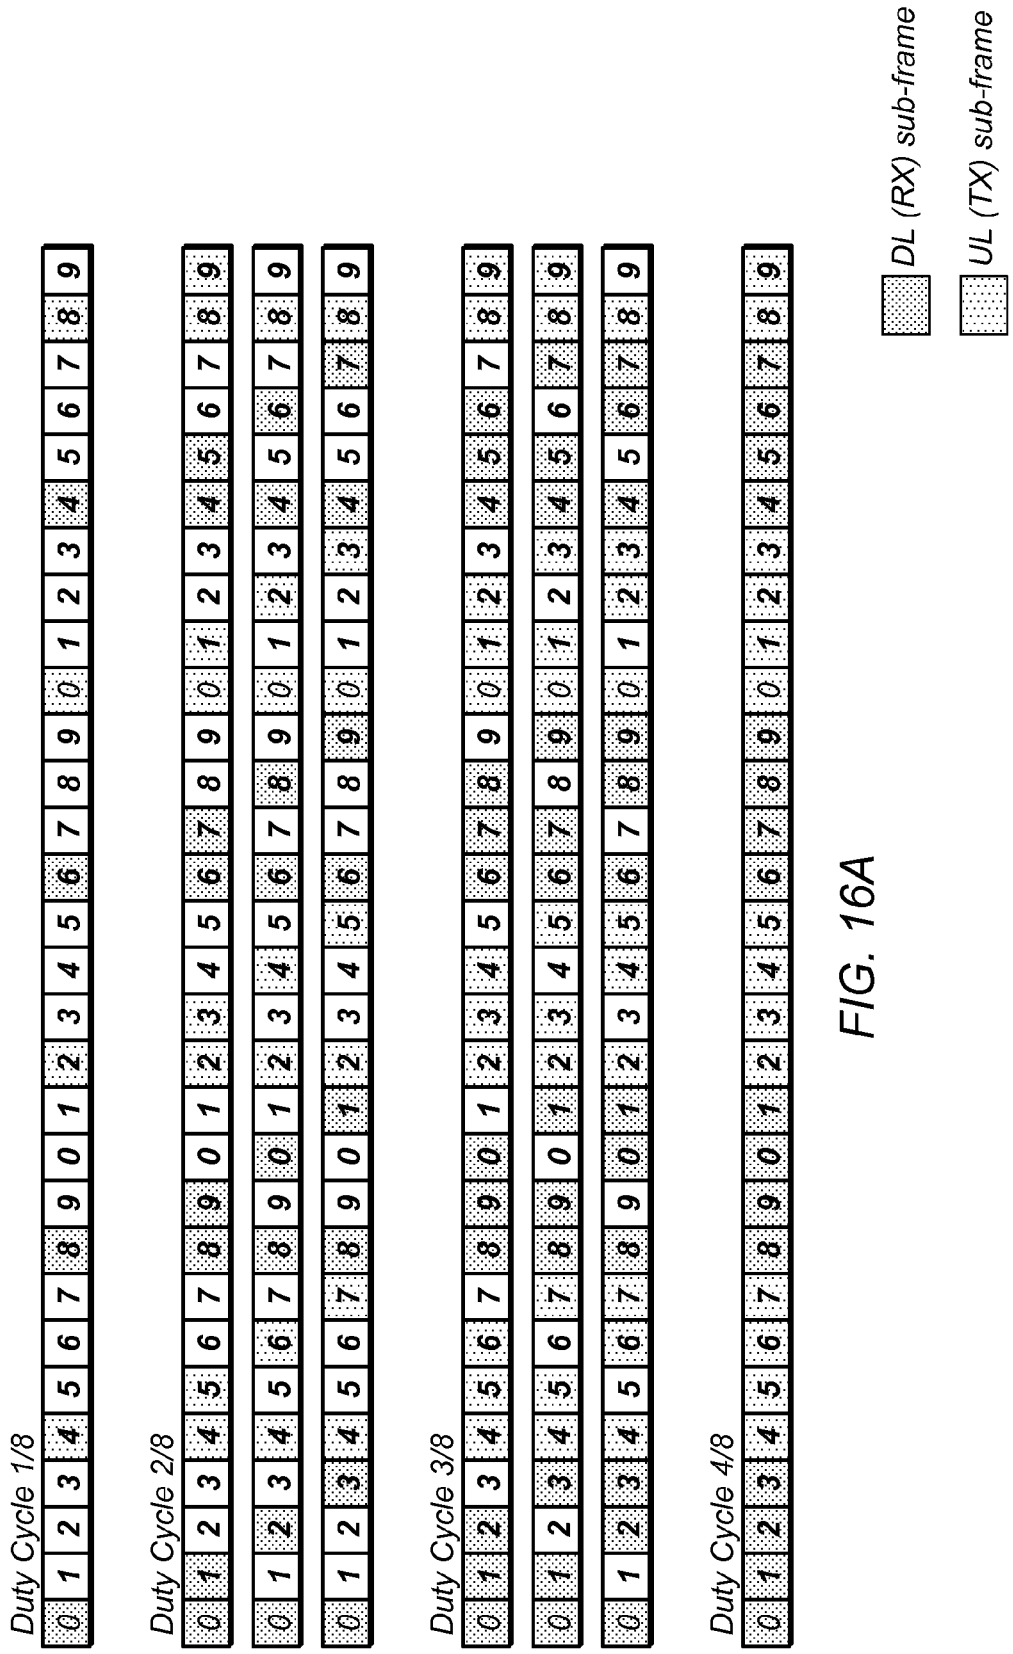 Duty Cycle 1/8
0 1 2 3 4 5 6 7 8 9 0 1 2 3 4 5 6 7 8 9 0 1 2 3 4 5 6 7 8 9
Duty Cycle 2/8
0 1 2 3 4 5 6 7 8 9 0 1 2 3 4 5 6 7 8 9 0 1 2 3 4 5 6 7 8 9
0 1 2 3 4 5 6 7 8 9 0 1 2 3 4 5 6 7 8 9 0 1 2 3 4 5 6 7 8 9
0 1 2 3 4 5 6 7 8 9 0 1 2 3 4 5 6 7 8 9 0 1 2 3 4 5 6 7 8 9
Duty Cycle 3/8
0 1 2 3 4 5 6 7 8 9 0 1 2 3 4 5 6 7 8 9 0 1 2 3 4 5 6 7 8 9
0 1 2 3 4 5 6 7 8 9 0 1 2 3 4 5 6 7 8 9 0 1 2 3 4 5 6 7 8 9
0 1 2 3 4 5 6 7 8 9 0 1 2 3 4 5 6 7 8 9 0 1 2 3 4 5 6 7 8 9
Duty Cycle 4/8
0 1 2 3 4 5 6 7 8 9 0 1 2 3 4 5 6 7 8 9 0 1 2 3 4 5 6 7 8 9
FIG. 16A
DL (RX) sub-frame
UL (TX) sub-frame